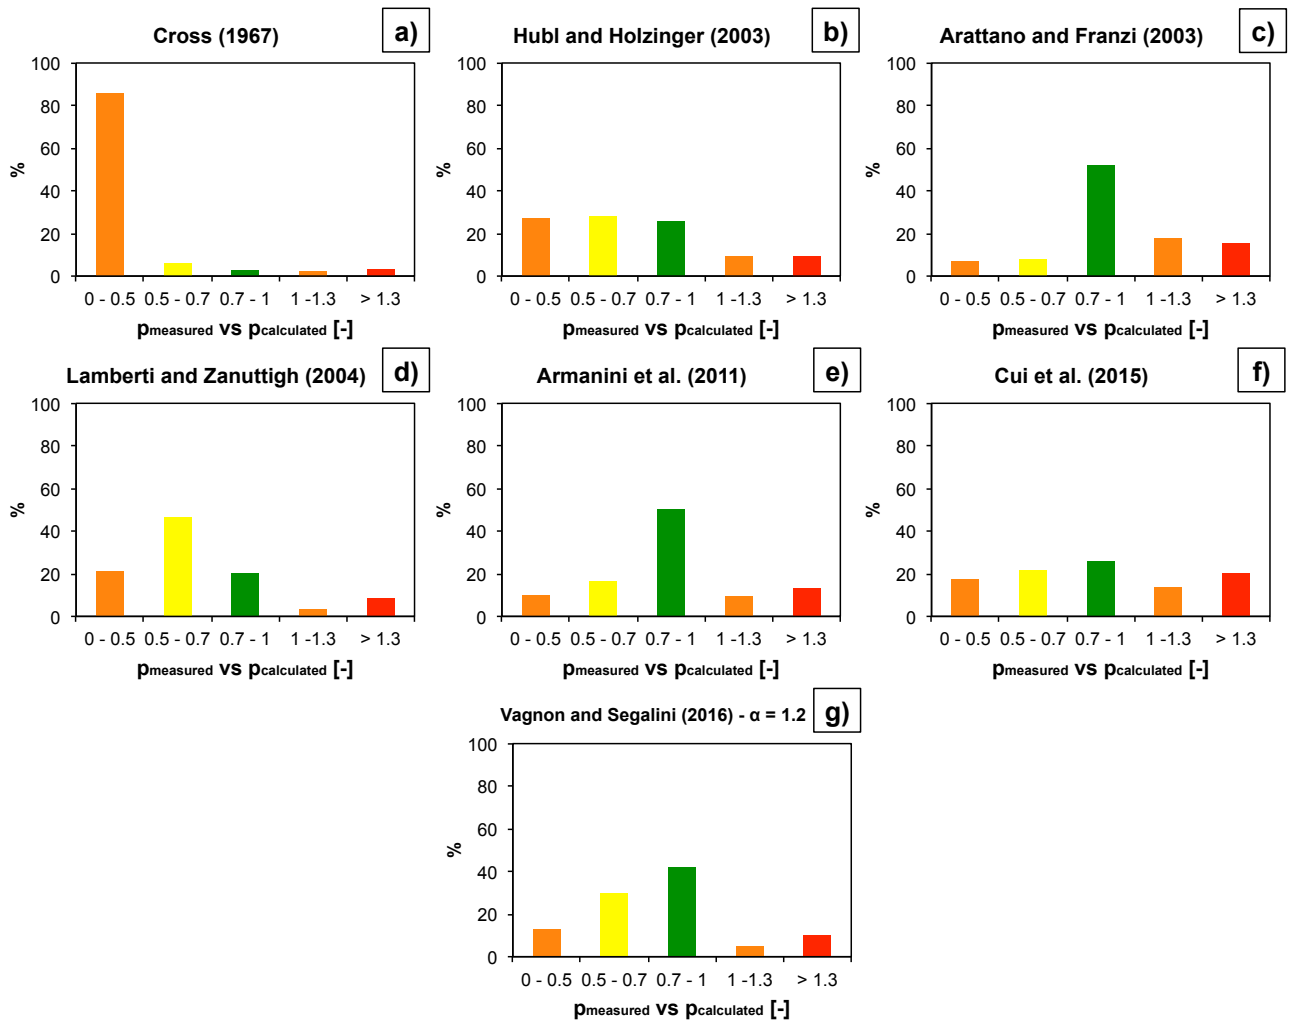 Cross (1967)
a)
100
80
60
40
20
0
%
0 - 0.5 0.5 - 0.7 0.7 - 1 1 -1.3 > 1.3
pmeasured vs pcalculated [-]
Hubl and Holzinger (2003)
b)
100
80
60
40
20
0
%
0 - 0.5 0.5 - 0.7 0.7 - 1 1 -1.3 > 1.3
pmeasured vs pcalculated [-]
Arattano and Franzi (2003)
c)
100
80
60
40
20
0
%
0 - 0.5 0.5 - 0.7 0.7 - 1 1 -1.3 > 1.3
pmeasured vs pcalculated [-]
Lamberti and Zanuttigh (2004)
d)
100
80
60
40
20
0
%
0 - 0.5 0.5 - 0.7 0.7 - 1 1 -1.3 > 1.3
pmeasured vs pcalculated [-]
Armanini et al. (2011)
e)
100
80
60
40
20
0
%
0 - 0.5 0.5 - 0.7 0.7 - 1 1 -1.3 > 1.3
pmeasured vs pcalculated [-]
Cui et al. (2015)
f)
100
80
60
40
20
0
%
0 - 0.5 0.5 - 0.7 0.7 - 1 1 -1.3 > 1.3
pmeasured vs pcalculated [-]
Vagnon and Segalini (2016) - α = 1.2
g)
100
80
60
40
20
0
%
0 - 0.5 0.5 - 0.7 0.7 - 1 1 -1.3 > 1.3
pmeasured vs pcalculated [-]